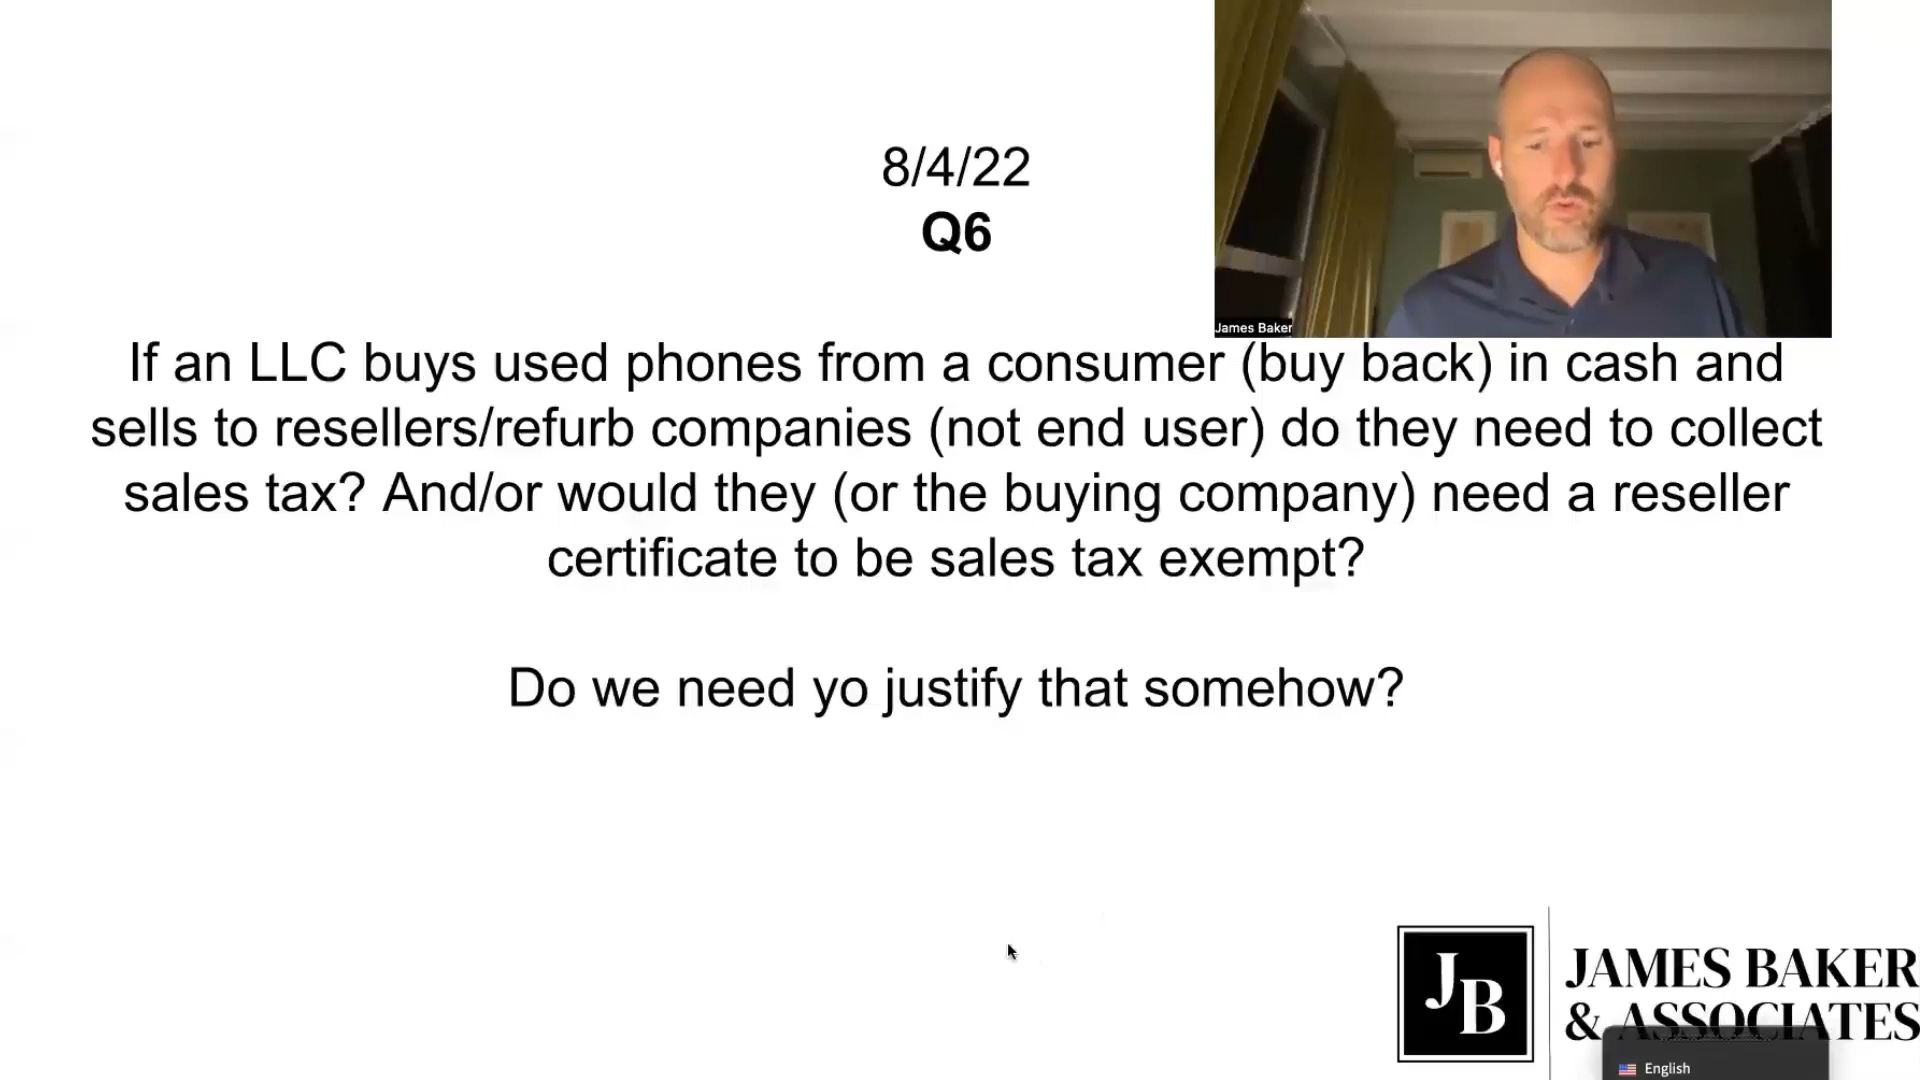 8/4/22
Q6
James Baker
If an LLC buys used phones from a consumer (buy back) in cash and
sells to resellers/refurb companies (not end user) do they need to collect
sales tax? And/or would they (or the buying company) need a reseller
certificate to be sales tax exempt?
Do we need yo justify that somehow?
JB
JAMES BAKER
& ASSOCIATES
English